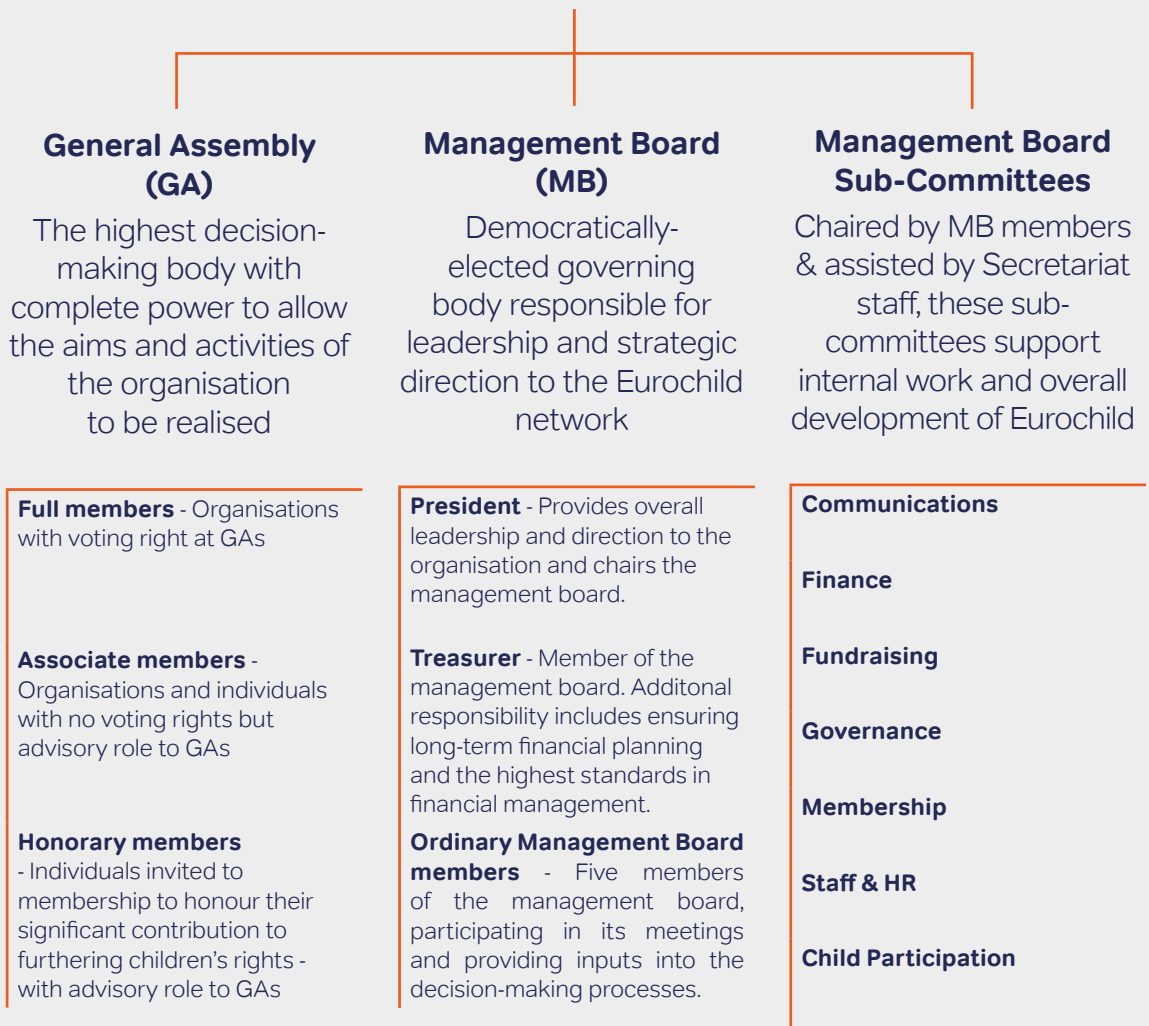 General Assembly
(GA)
The highest decision-
making body with
complete power to allow
the aims and activities of
the organisation
to be realised
Full members - Organisations
with voting right at GAs
Associate members -
Organisations and individuals
with no voting rights but
advisory role to GAs
Honorary members
- Individuals invited to
membership to honour their
significant contribution to
furthering children's rights -
with advisory role to GAs
Management Board
(MB)
Democratically-
elected governing
body responsible for
leadership and strategic
direction to the Eurochild
network
President - Provides overall
leadership and direction to the
organisation and chairs the
management board.
Treasurer - Member of the
management board. Additonal
responsibility includes ensuring
long-term financial planning
and the highest standards in
financial management.
Ordinary Management Board
members - Five members
of the management board,
participating in its meetings
and providing inputs into the
decision-making processes.
Management Board
Sub-Committees
Chaired by MB members
& assisted by Secretariat
staff, these sub-
committees support
internal work and overall
development of Eurochild
Communications
Finance
Fundraising
Governance
Membership
Staff & HR
Child Participation